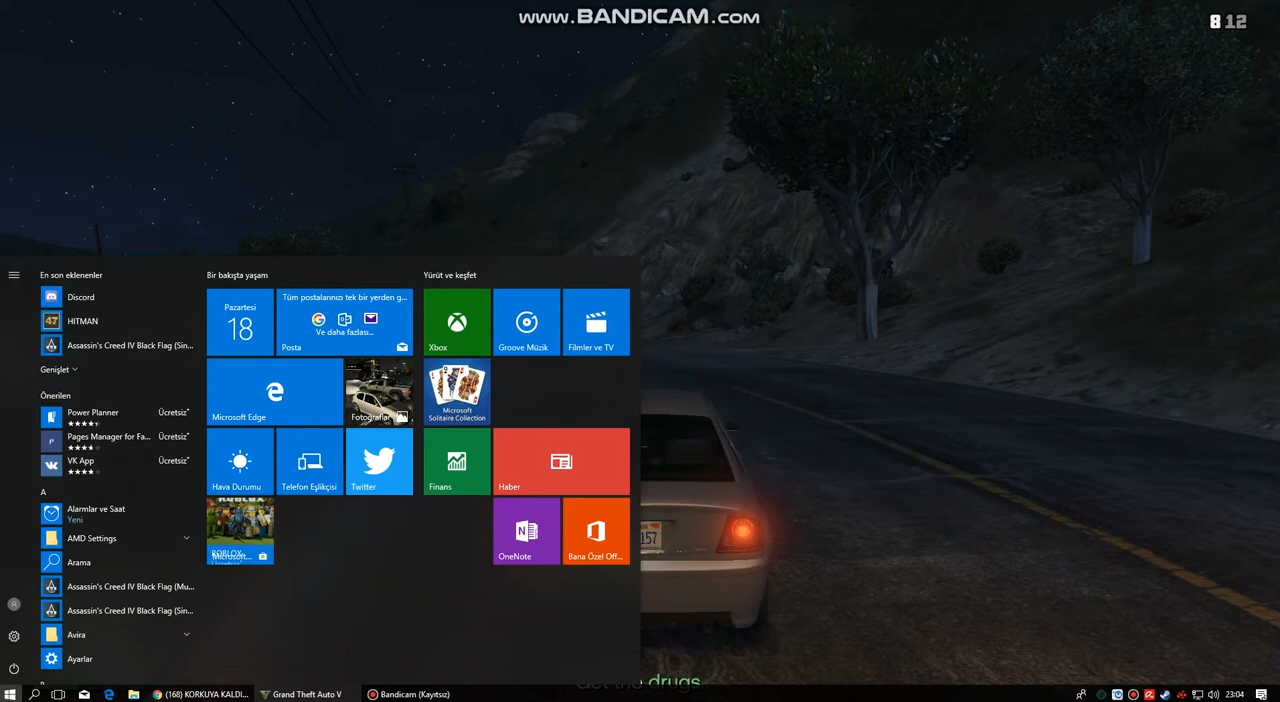 www.BANDICAM.com
812
En son eklenenler
Discord
HITMAN
Assassin's Creed IV Black Flag (Sin...
Genişlet
Önerilen
Power Planner
Ücretsiz*
Pages Manager for Fa...
Ücretsiz*
VK App
Ücretsiz*
A
Alarmlar ve Saat
Yeni
AMD Settings
Arama
Assassin's Creed IV Black Flag (Mu...
Assassin's Creed IV Black Flag (Sin...
Avira
Ayarlar
Bir bakışta yaşam
Pazartesi
18
Tüm postalarınızı tek bir yerden g...
Ve daha fazlası...
Posta
Microsoft Edge
Fotoğraflar
Hava Durumu
Telefon Eşlikçisi
Twitter
ROBLOX
Microsoft...
Yürüt ve keşfet
Xbox
Groove Müzik
Filmler ve TV
Microsoft
Solitaire Collection
Finans
Haber
OneNote
Bana Özel Off...
157
drugs.
(168) KORKUYA KALDI...
Grand Theft Auto V
Bandicam (Kayıtsız)
23:04